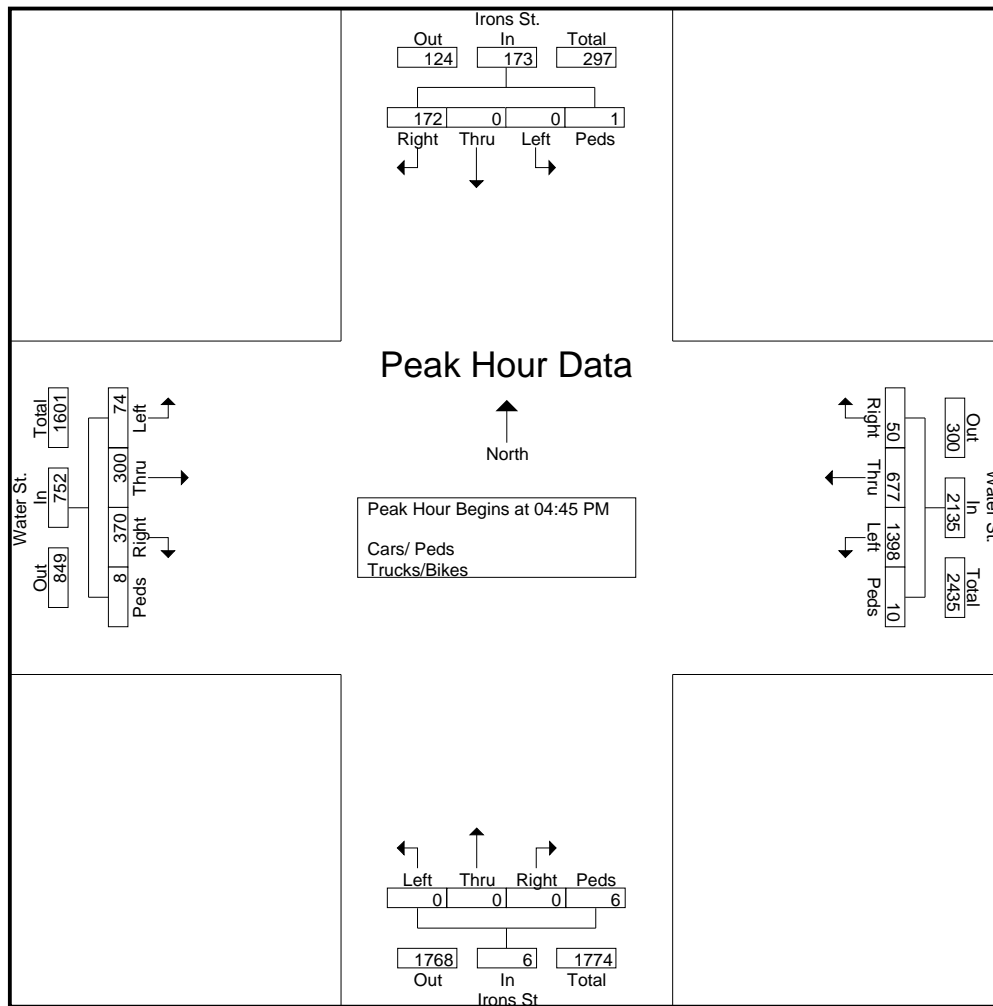 Irons St.
Out In Total
124 173 297
172 0 0 1
Right Thru Left Peds
Peak Hour Data
North
Peak Hour Begins at 04:45 PM
Cars/ Peds
Trucks/Bikes
Water St.
Total In Out
1601 752 849
74 300 370 8
Left Thru Right Peds
Water St.
Out In Total
300 2135 2435
50 677 1398 10
Right Thru Left Peds
Left Thru Right Peds
0 0 0 6
1768 6 1774
Out In Total
Irons St